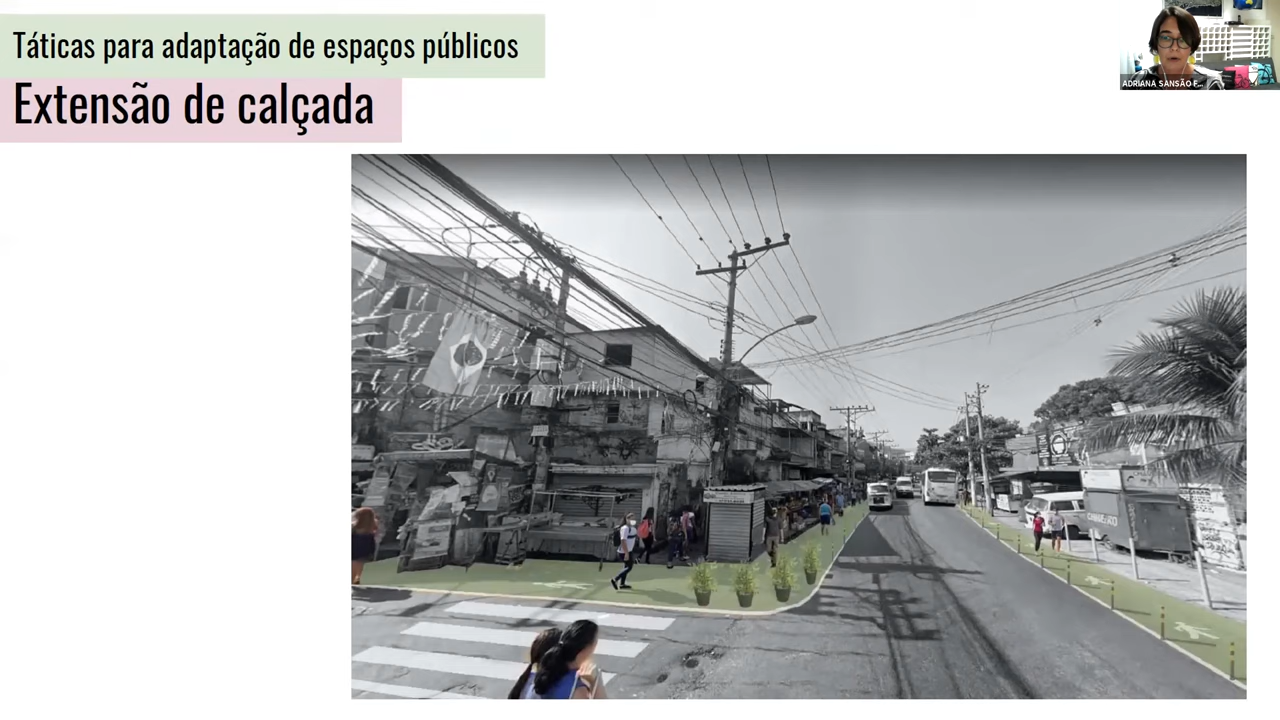 Táticas para adaptação de espaços públicos
Extensão de calçada
ADRIANA SANSÃO F...